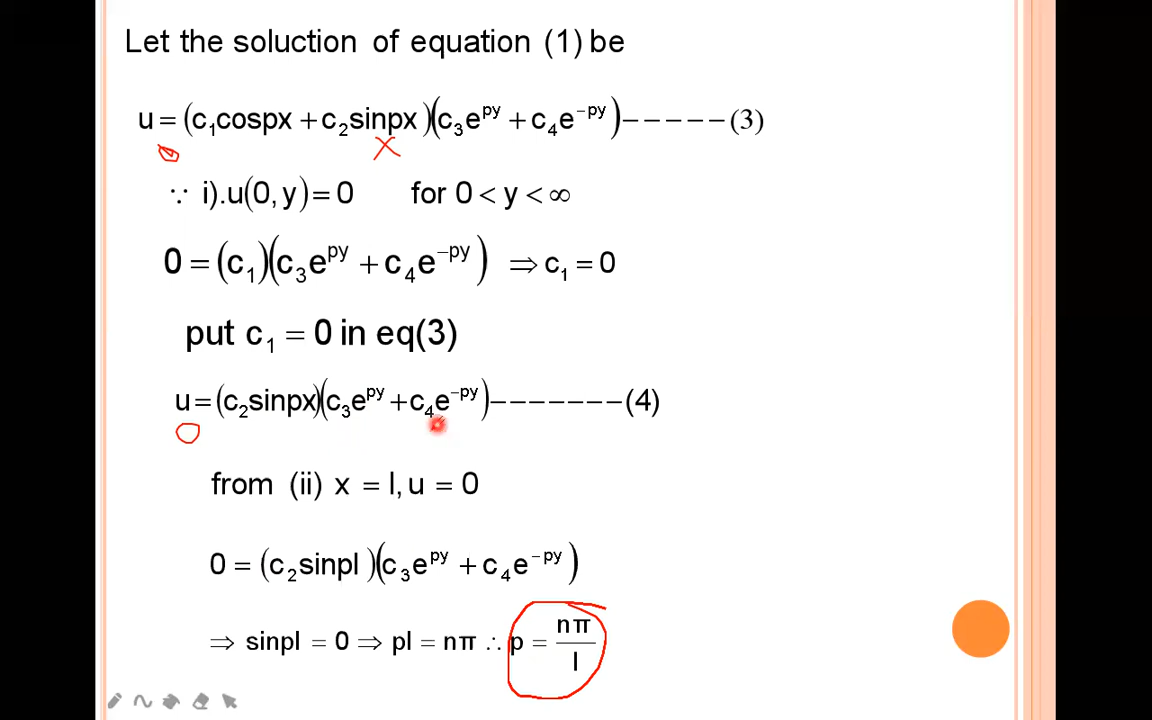 Let the soluction of equation (1) be
u = (c₁cospx + c₂sinpx)(c₃e^py + c₄e^−py) − − − − − (3)
∵ i).u(0, y) = 0 for 0 < y < ∞
0 = (c₁)(c₃e^py + c₄e^−py) ⇒ c₁ = 0
put c₁ = 0 in eq(3)
u = (c₂sinpx)(c₃e^py + c₄e^−py) − − − − − − − (4)
from (ii) x = l, u = 0
0 = (c₂sinpl)(c₃e^py + c₄e^−py)
⇒ sinpl = 0 ⇒ pl = nπ ∴ p = nπ/l